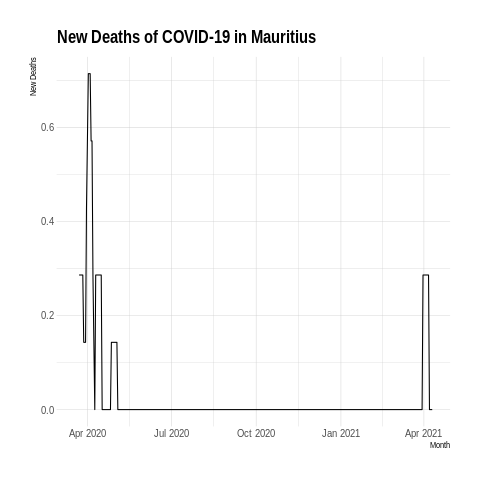 New Deaths of COVID-19 in Mauritius
New Deaths
0.6
0.4
0.2
0.0
Apr 2020 Jul 2020 Oct 2020 Jan 2021 Apr 2021
Month